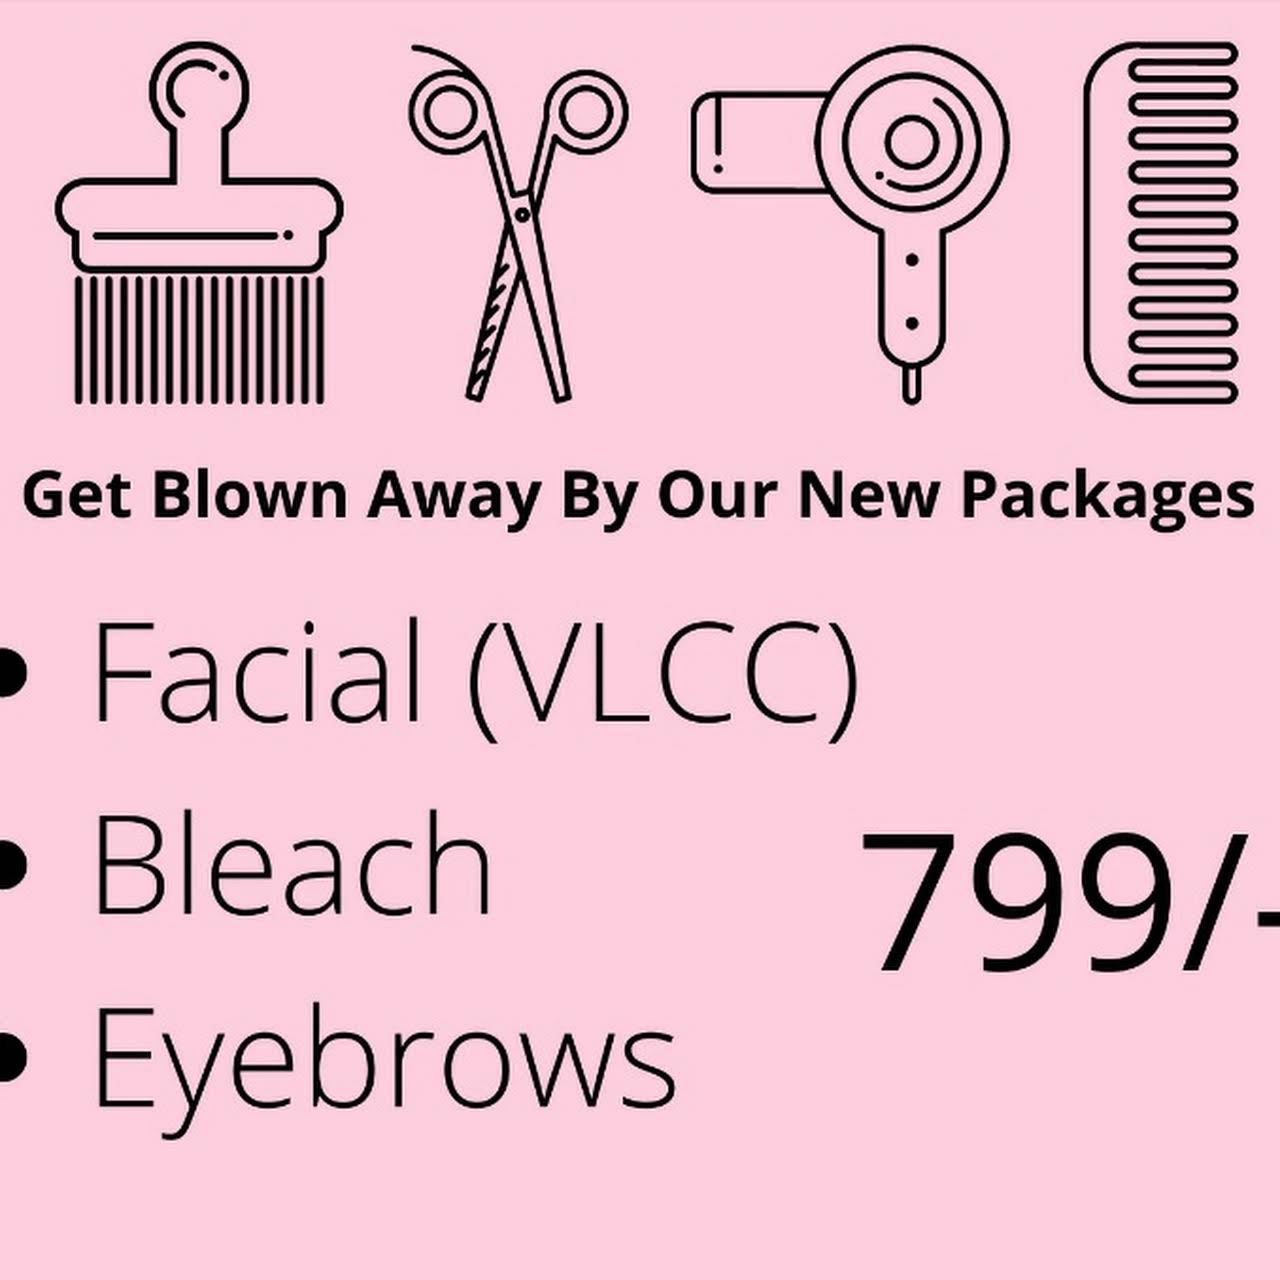 Get Blown Away By Our New Packages
• Facial (VLCC)
• Bleach
799/-
• Eyebrows